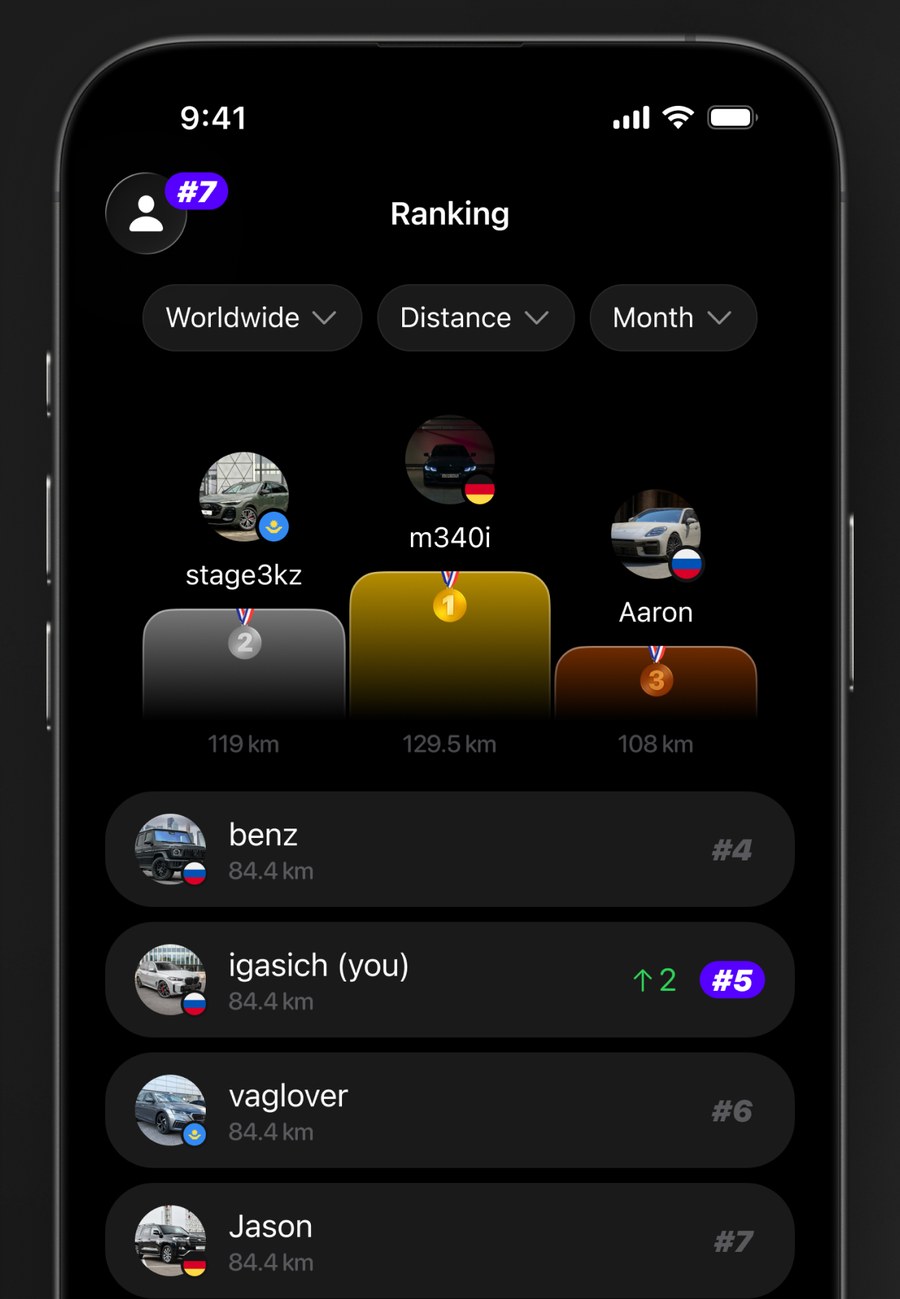 9:41
#7
Ranking
Worldwide
Distance
Month
m340i
stage3kz
Aaron
1
2
3
119 km
129.5 km
108 km
benz
84.4 km
#4
igasich (you)
84.4 km
↑2
#5
vaglover
84.4 km
#6
Jason
84.4 km
#7